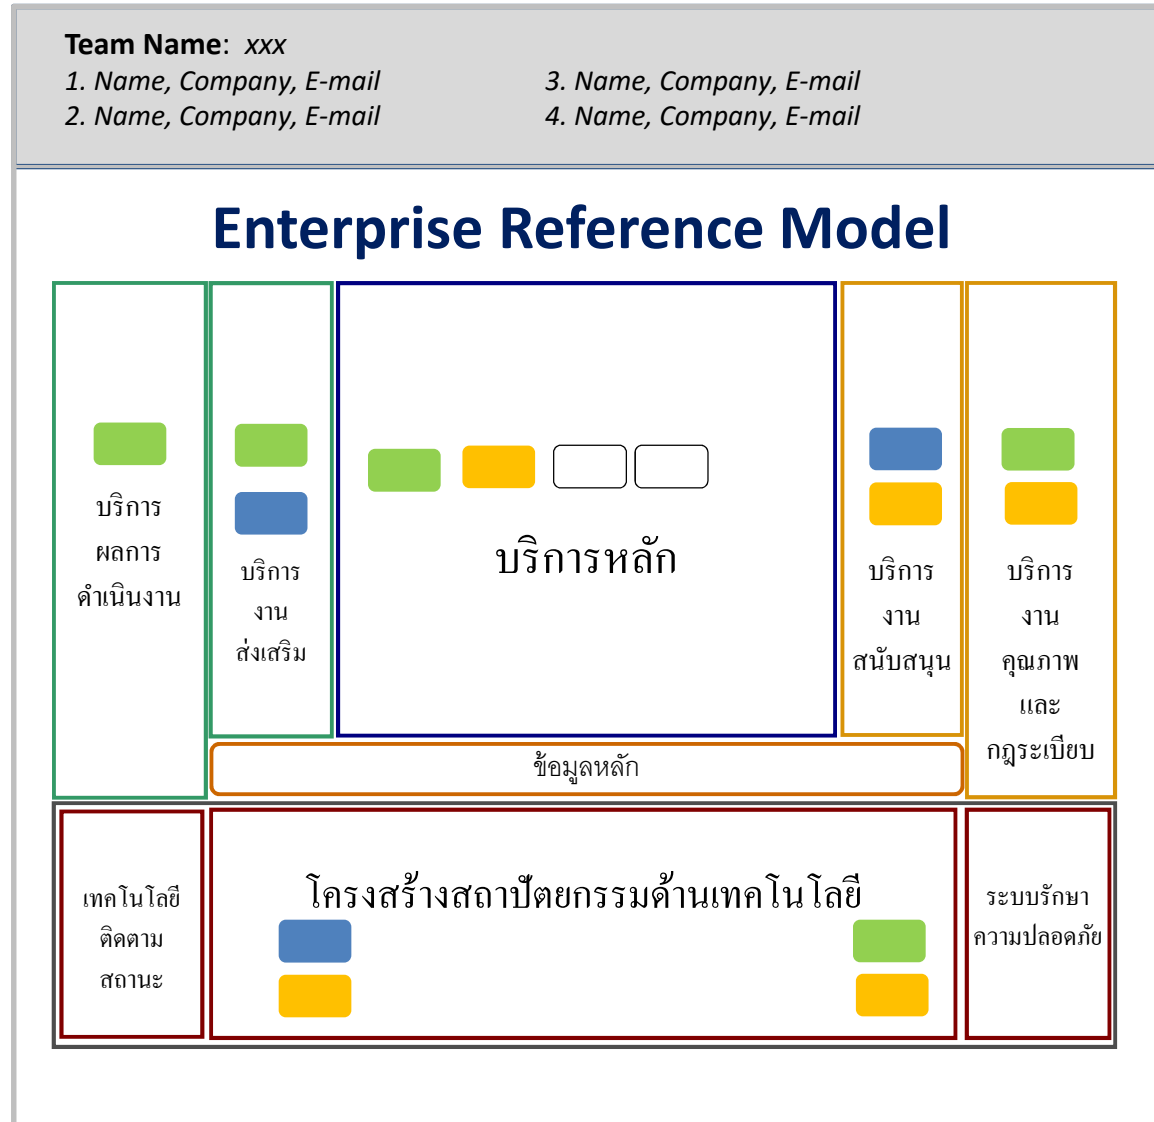 Team Name: xxx
1. Name, Company, E-mail
3. Name, Company, E-mail
2. Name, Company, E-mail
4. Name, Company, E-mail
Enterprise Reference Model
บริการ
ผลการ
ดำเนินงาน
บริการ
งาน
ส่งเสริม
บริการหลัก
บริการ
งาน
สนับสนุน
บริการ
งาน
คุณภาพ
และ
กฎระเบียบ
ข้อมูลหลัก
เทคโนโลยี
ติดตาม
สถานะ
โครงสร้างสถาปัตยกรรมด้านเทคโนโลยี
ระบบรักษา
ความปลอดภัย